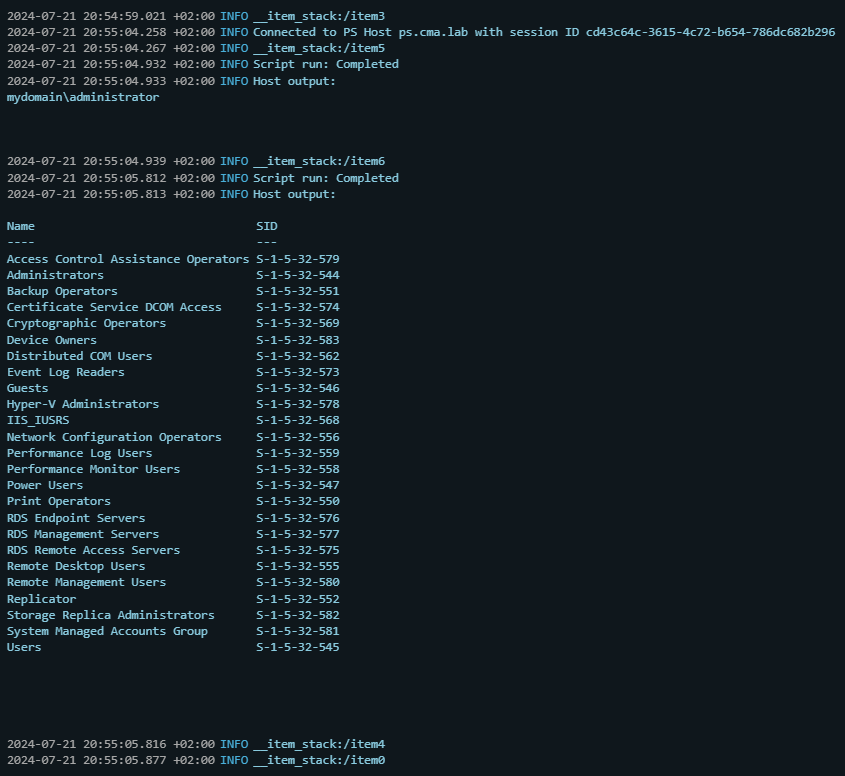 2024-07-21 20:54:59.021 +02:00 INFO __item_stack:/item3
2024-07-21 20:55:04.258 +02:00 INFO Connected to PS Host ps.cma.lab with session ID cd43c64c-3615-4c72-b654-786dc682b296
2024-07-21 20:55:04.267 +02:00 INFO __item_stack:/item5
2024-07-21 20:55:04.932 +02:00 INFO Script run: Completed
2024-07-21 20:55:04.933 +02:00 INFO Host output:
mydomain\administrator
2024-07-21 20:55:04.939 +02:00 INFO __item_stack:/item6
2024-07-21 20:55:05.812 +02:00 INFO Script run: Completed
2024-07-21 20:55:05.813 +02:00 INFO Host output:
Name SID
---- ---
Access Control Assistance Operators S-1-5-32-579
Administrators S-1-5-32-544
Backup Operators S-1-5-32-551
Certificate Service DCOM Access S-1-5-32-574
Cryptographic Operators S-1-5-32-569
Device Owners S-1-5-32-583
Distributed COM Users S-1-5-32-562
Event Log Readers S-1-5-32-573
Guests S-1-5-32-546
Hyper-V Administrators S-1-5-32-578
IIS_IUSRS S-1-5-32-568
Network Configuration Operators S-1-5-32-556
Performance Log Users S-1-5-32-559
Performance Monitor Users S-1-5-32-558
Power Users S-1-5-32-547
Print Operators S-1-5-32-550
RDS Endpoint Servers S-1-5-32-576
RDS Management Servers S-1-5-32-577
RDS Remote Access Servers S-1-5-32-575
Remote Desktop Users S-1-5-32-555
Remote Management Users S-1-5-32-580
Replicator S-1-5-32-552
Storage Replica Administrators S-1-5-32-582
System Managed Accounts Group S-1-5-32-581
Users S-1-5-32-545
2024-07-21 20:55:05.816 +02:00 INFO __item_stack:/item4
2024-07-21 20:55:05.877 +02:00 INFO __item_stack:/item0